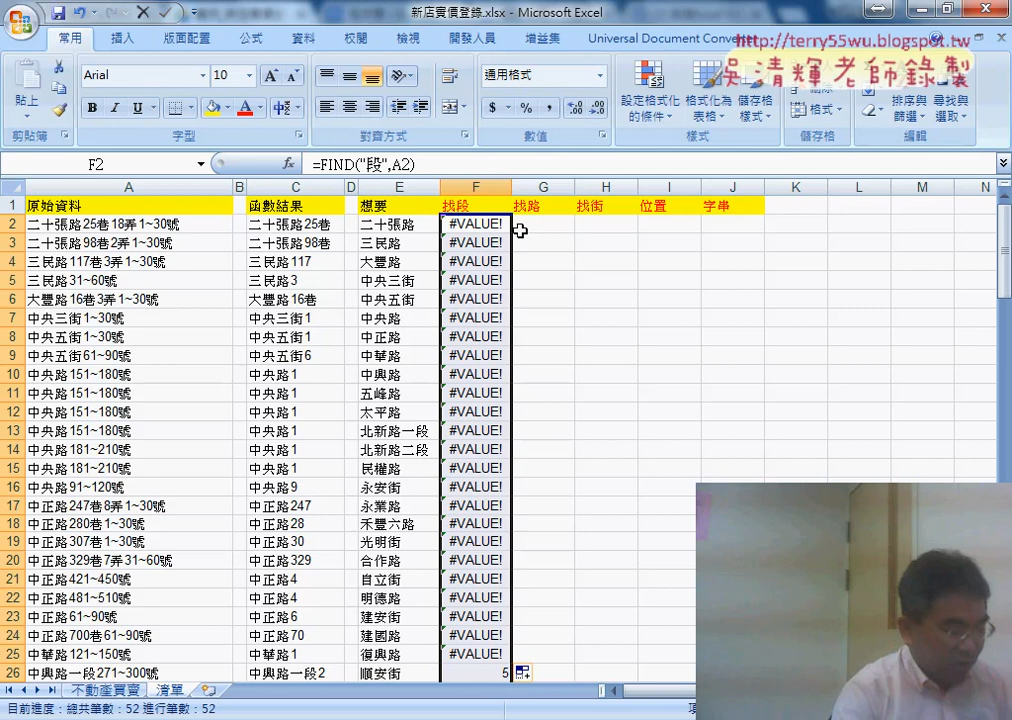 新店實價登錄.xlsx - Microsoft Excel
常用 插入 版面配置 公式 資料 校閱 檢視 開發人員 增益集 Universal Document Conve
http://terry55wu.blogspot.tw
吳清輝老師錄製
貼上 Arial 10 通用格式 設定格式化的條件 格式化為表格 儲存格樣式 格式 排序與篩選 尋找與選取
剪貼簿 字型 對齊方式 數值 樣式 儲存格 編輯
F2 fx =FIND("段",A2)
A B C D E F G H I J K L M N
1 原始資料 函數結果 想要 找段 找路 找街 位置 字串
2 二十張路25巷18弄1~30號 二十張路25巷 二十張路 #VALUE!
3 二十張路98巷2弄1~30號 二十張路98巷 三民路 #VALUE!
4 三民路117巷3弄1~30號 三民路117 大豐路 #VALUE!
5 三民路31~60號 三民路3 中央三街 #VALUE!
6 大豐路16巷3弄1~30號 大豐路16巷 中央五街 #VALUE!
7 中央三街1~30號 中央三街1 中央路 #VALUE!
8 中央五街1~30號 中央五街1 中正路 #VALUE!
9 中央五街61~90號 中央五街6 中華路 #VALUE!
10 中央路151~180號 中央路1 中興路 #VALUE!
11 中央路151~180號 中央路1 五峰路 #VALUE!
12 中央路151~180號 中央路1 太平路 #VALUE!
13 中央路151~180號 中央路1 北新路一段 #VALUE!
14 中央路181~210號 中央路1 北新路二段 #VALUE!
15 中央路181~210號 中央路1 民權路 #VALUE!
16 中央路91~120號 中央路9 永安街 #VALUE!
17 中正路247巷8弄1~30號 中正路247 永業路 #VALUE!
18 中正路280巷1~30號 中正路28 禾豐六路 #VALUE!
19 中正路307巷1~30號 中正路30 光明街 #VALUE!
20 中正路329巷7弄31~60號 中正路329 合作路 #VALUE!
21 中正路421~450號 中正路4 自立街 #VALUE!
22 中正路481~510號 中正路4 明德路 #VALUE!
23 中正路61~90號 中正路6 建安街 #VALUE!
24 中正路700巷61~90號 中正路70 建國路 #VALUE!
25 中華路121~150號 中華路1 復興路 #VALUE!
26 中興路一段271~300號 中興路一段2 順安街 5
不動產買賣 清單
目前進度：總共筆數：52 進行筆數：52